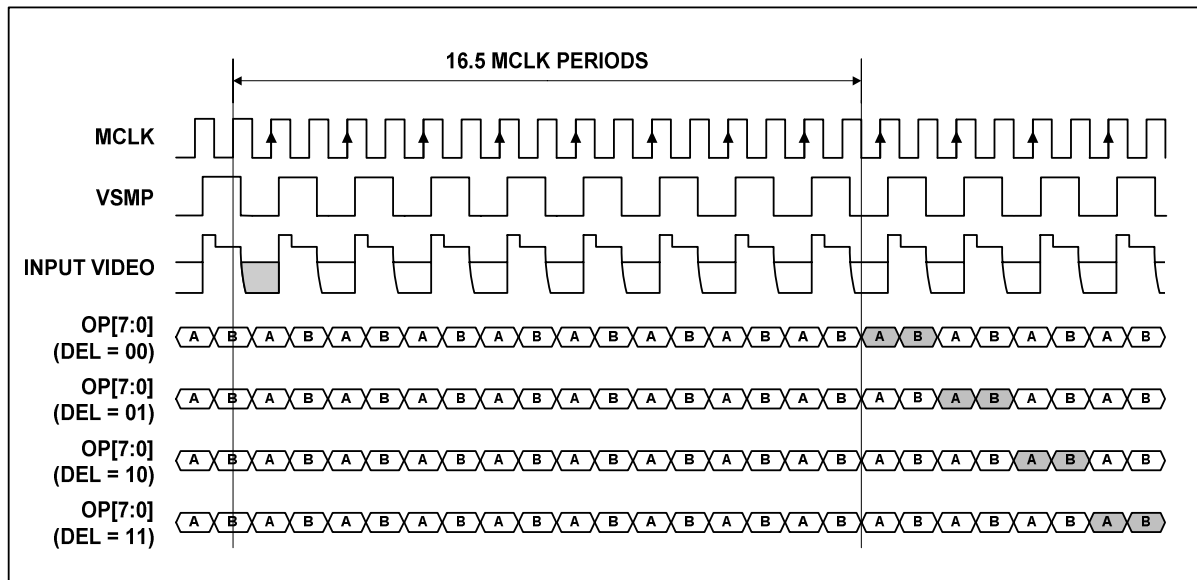 16.5 MCLK PERIODS
MCLK
VSMP
INPUT VIDEO
OP[7:0]
(DEL = 00)
A B A B A B A B A B A B A B A B A B A B A B A B A B
OP[7:0]
(DEL = 01)
A B A B A B A B A B A B A B A B A B A B A B A B A B
OP[7:0]
(DEL = 10)
A B A B A B A B A B A B A B A B A B A B A B A B A B
OP[7:0]
(DEL = 11)
A B A B A B A B A B A B A B A B A B A B A B A B A B